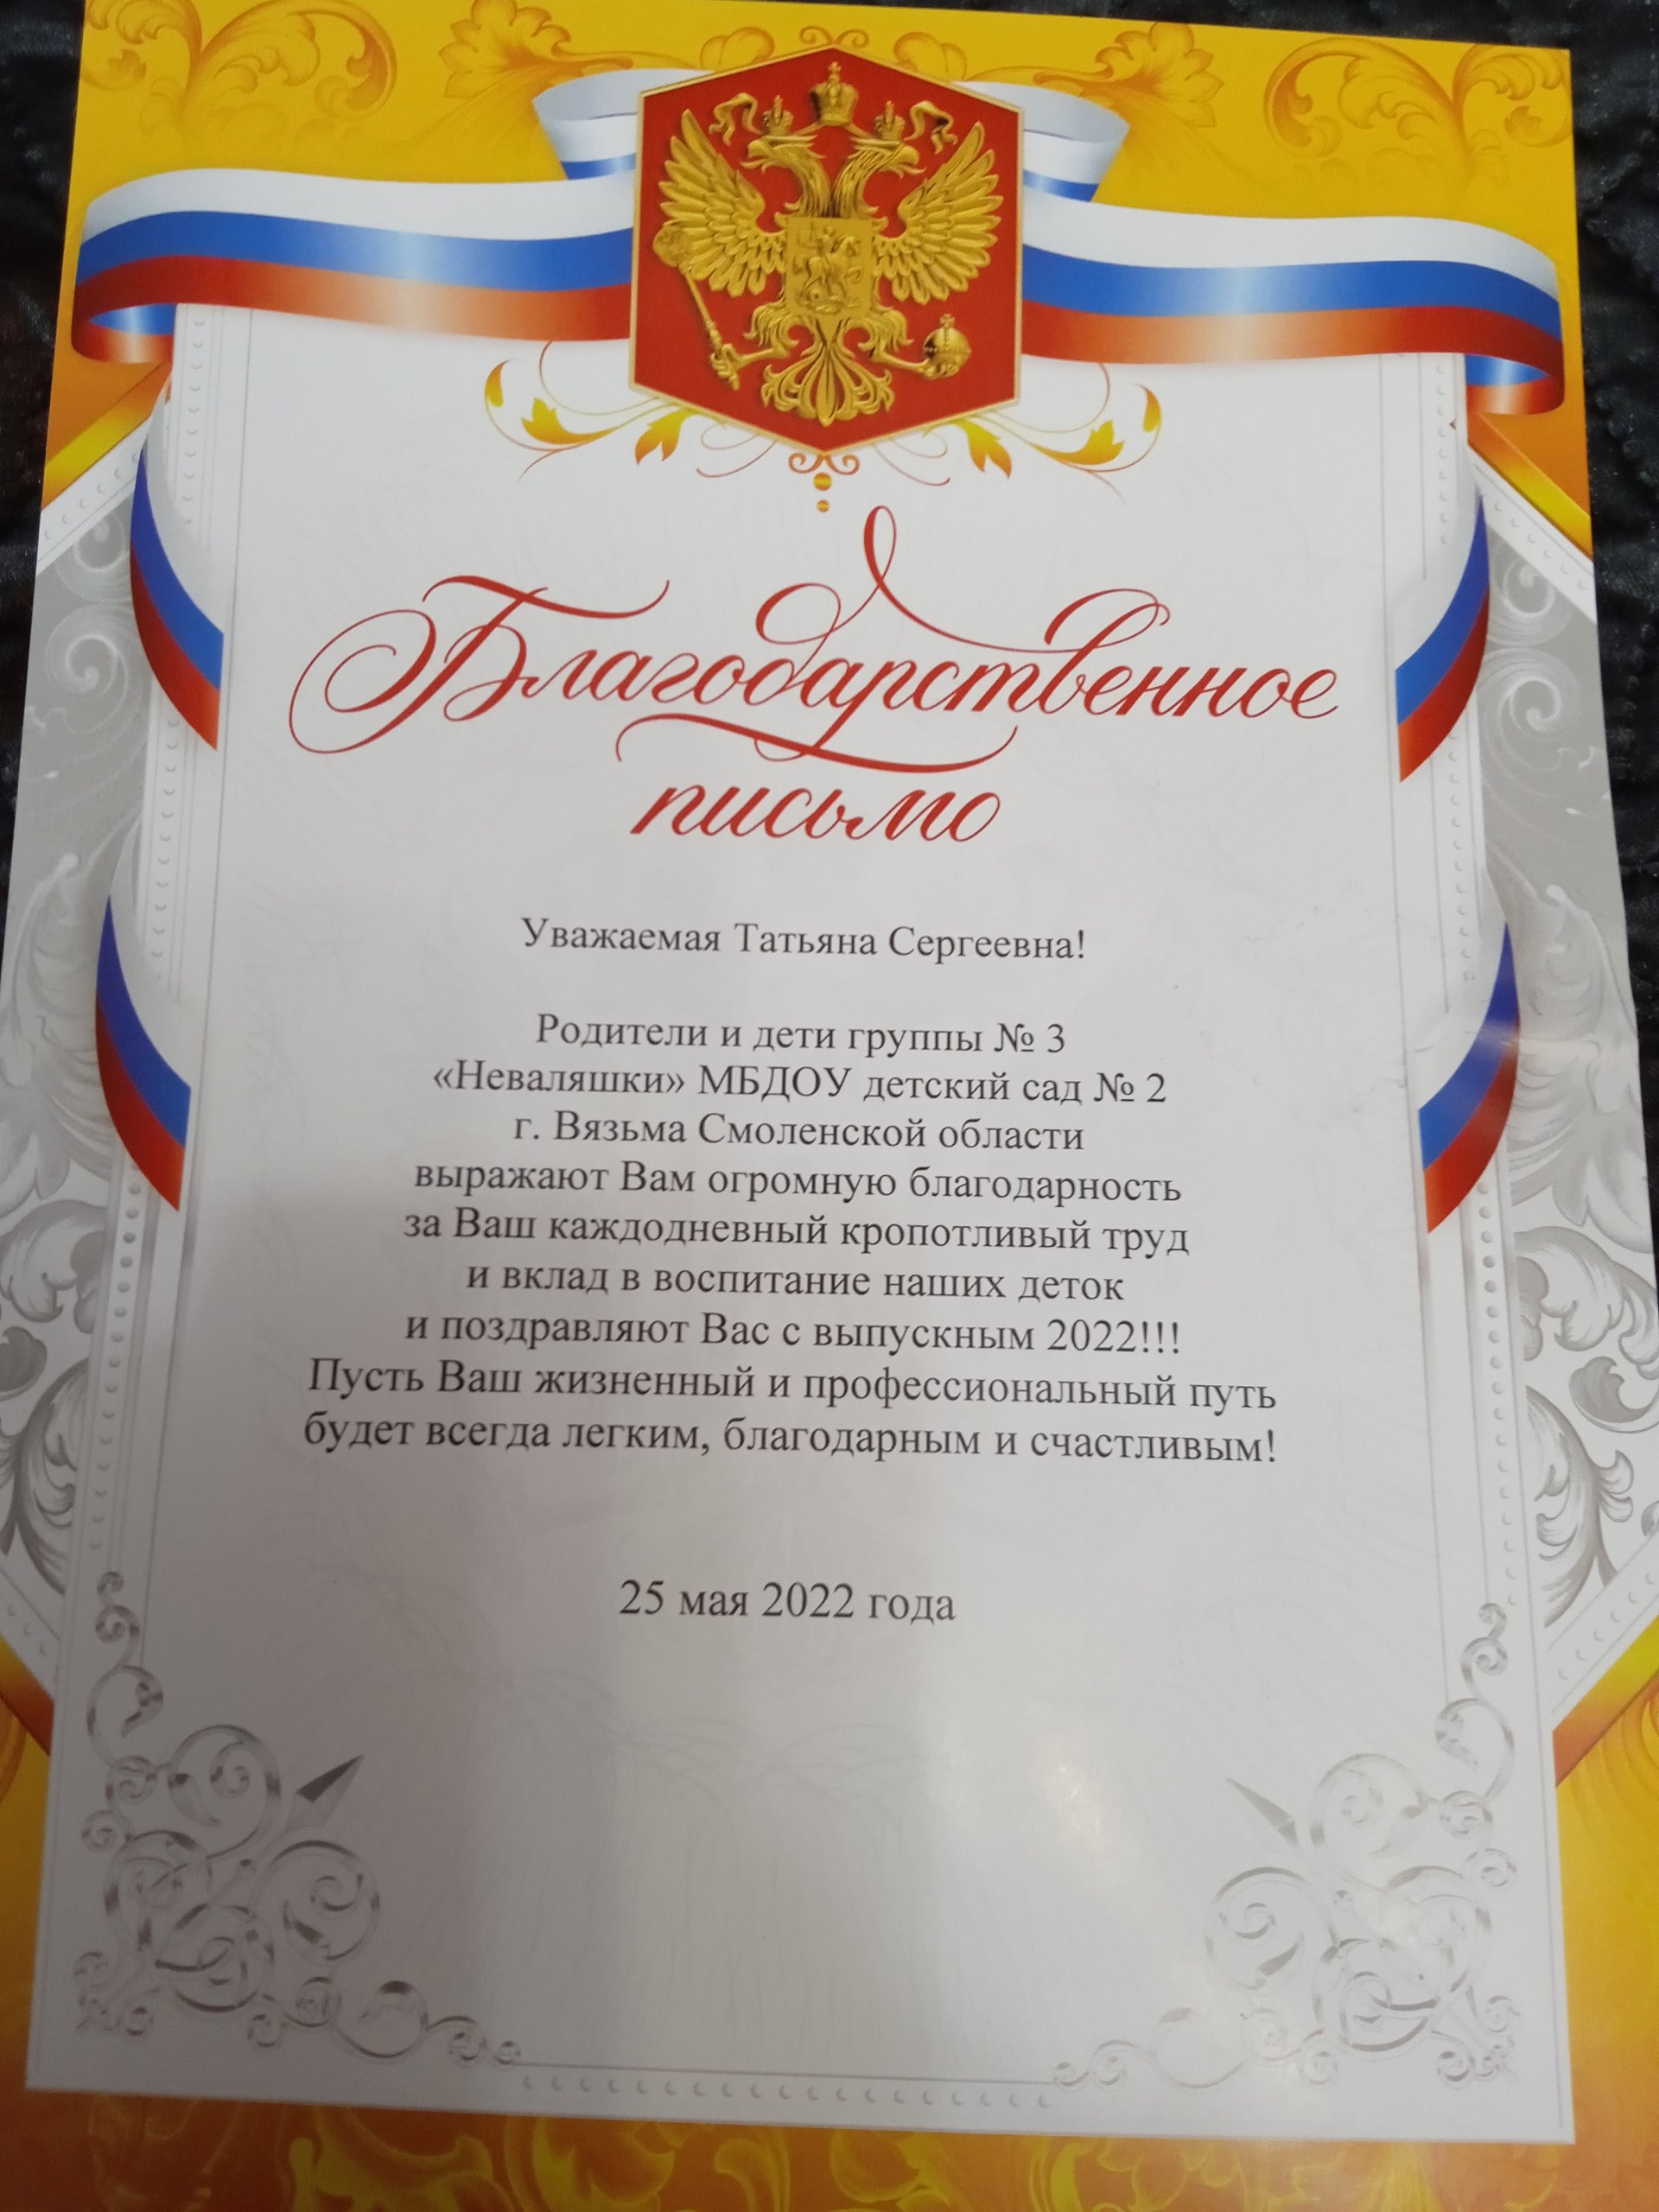 Благодарственное
письмо
Уважаемая Татьяна Сергеевна!
Родители и дети группы № 3
«Неваляшки» МБДОУ детский сад № 2
г. Вязьма Смоленской области
выражают Вам огромную благодарность
за Ваш каждодневный кропотливый труд
и вклад в воспитание наших деток
и поздравляют Вас с выпускным 2022!!!
Пусть Ваш жизненный и профессиональный путь
будет всегда легким, благодарным и счастливым!
25 мая 2022 года